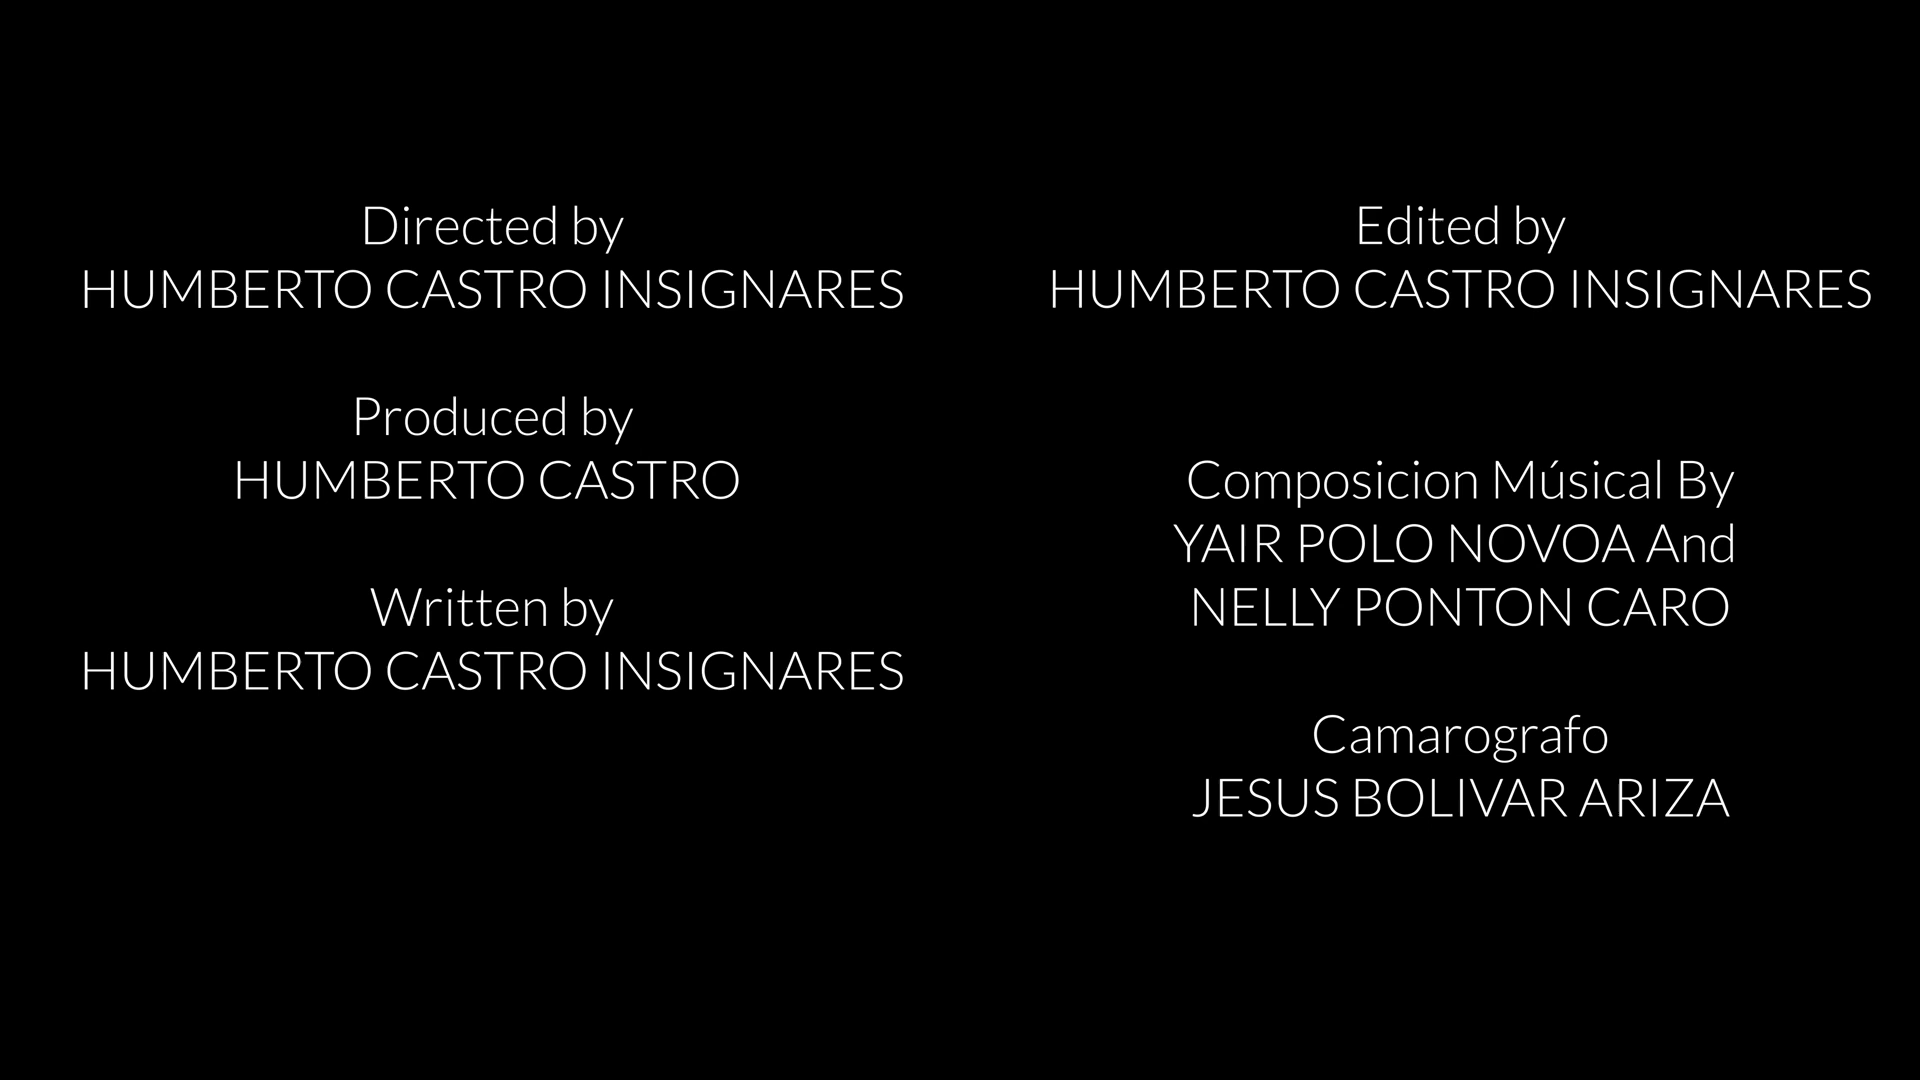 Directed by
HUMBERTO CASTRO INSIGNARES
Produced by
HUMBERTO CASTRO
Written by
HUMBERTO CASTRO INSIGNARES
Edited by
HUMBERTO CASTRO INSIGNARES
Composicion Músical By
YAIR POLO NOVOA And
NELLY PONTON CARO
Camarografo
JESUS BOLIVAR ARIZA